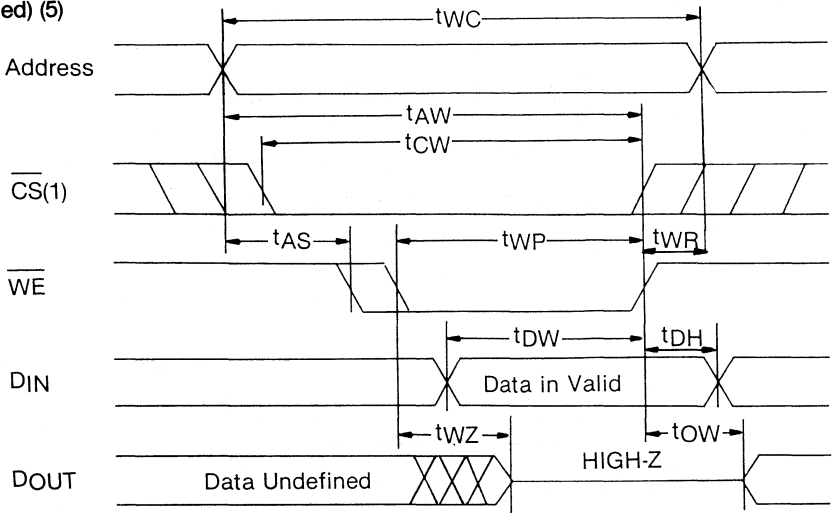 ed) (5)
tWC
Address
tAW
tCW
CS(1)
tAS
tWP
tWR
WE
tDW
tDH
DIN
Data in Valid
tWZ
tOW
HIGH-Z
DOUT
Data Undefined